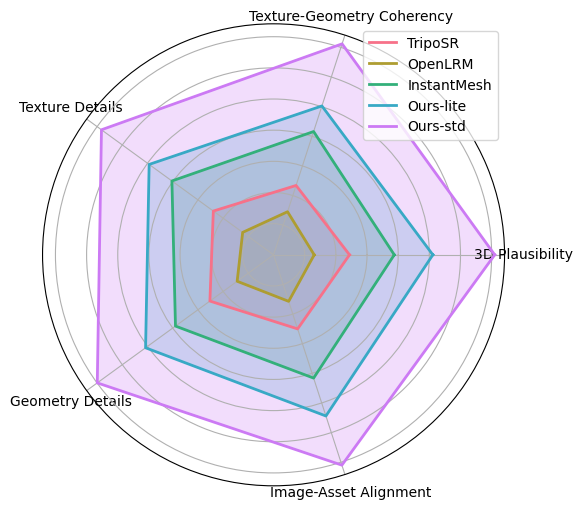 Texture-Geometry Coherency
TripoSR
OpenLRM
InstantMesh
Ours-lite
Ours-std
Texture Details
3D Plausibility
Geometry Details
Image-Asset Alignment